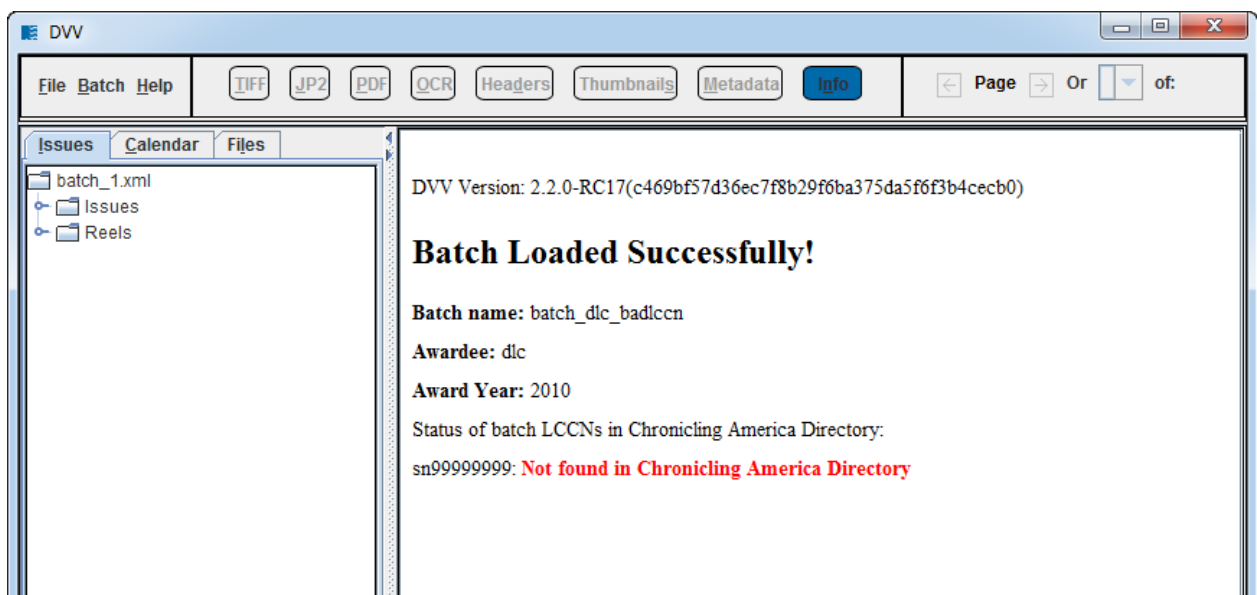 DVV
File Batch Help TIFF JP2 PDF OCR Headers Thumbnails Metadata Info Page Or of:
Issues Calendar Files
batch_1.xml
Issues
Reels
DVV Version: 2.2.0-RC17(c469bf57d36ec7f8b29f6ba375da5f6f3b4cecb0)
Batch Loaded Successfully!
Batch name: batch_dlc_badlccn
Awardee: dlc
Award Year: 2010
Status of batch LCCNs in Chronicling America Directory:
sn99999999: Not found in Chronicling America Directory